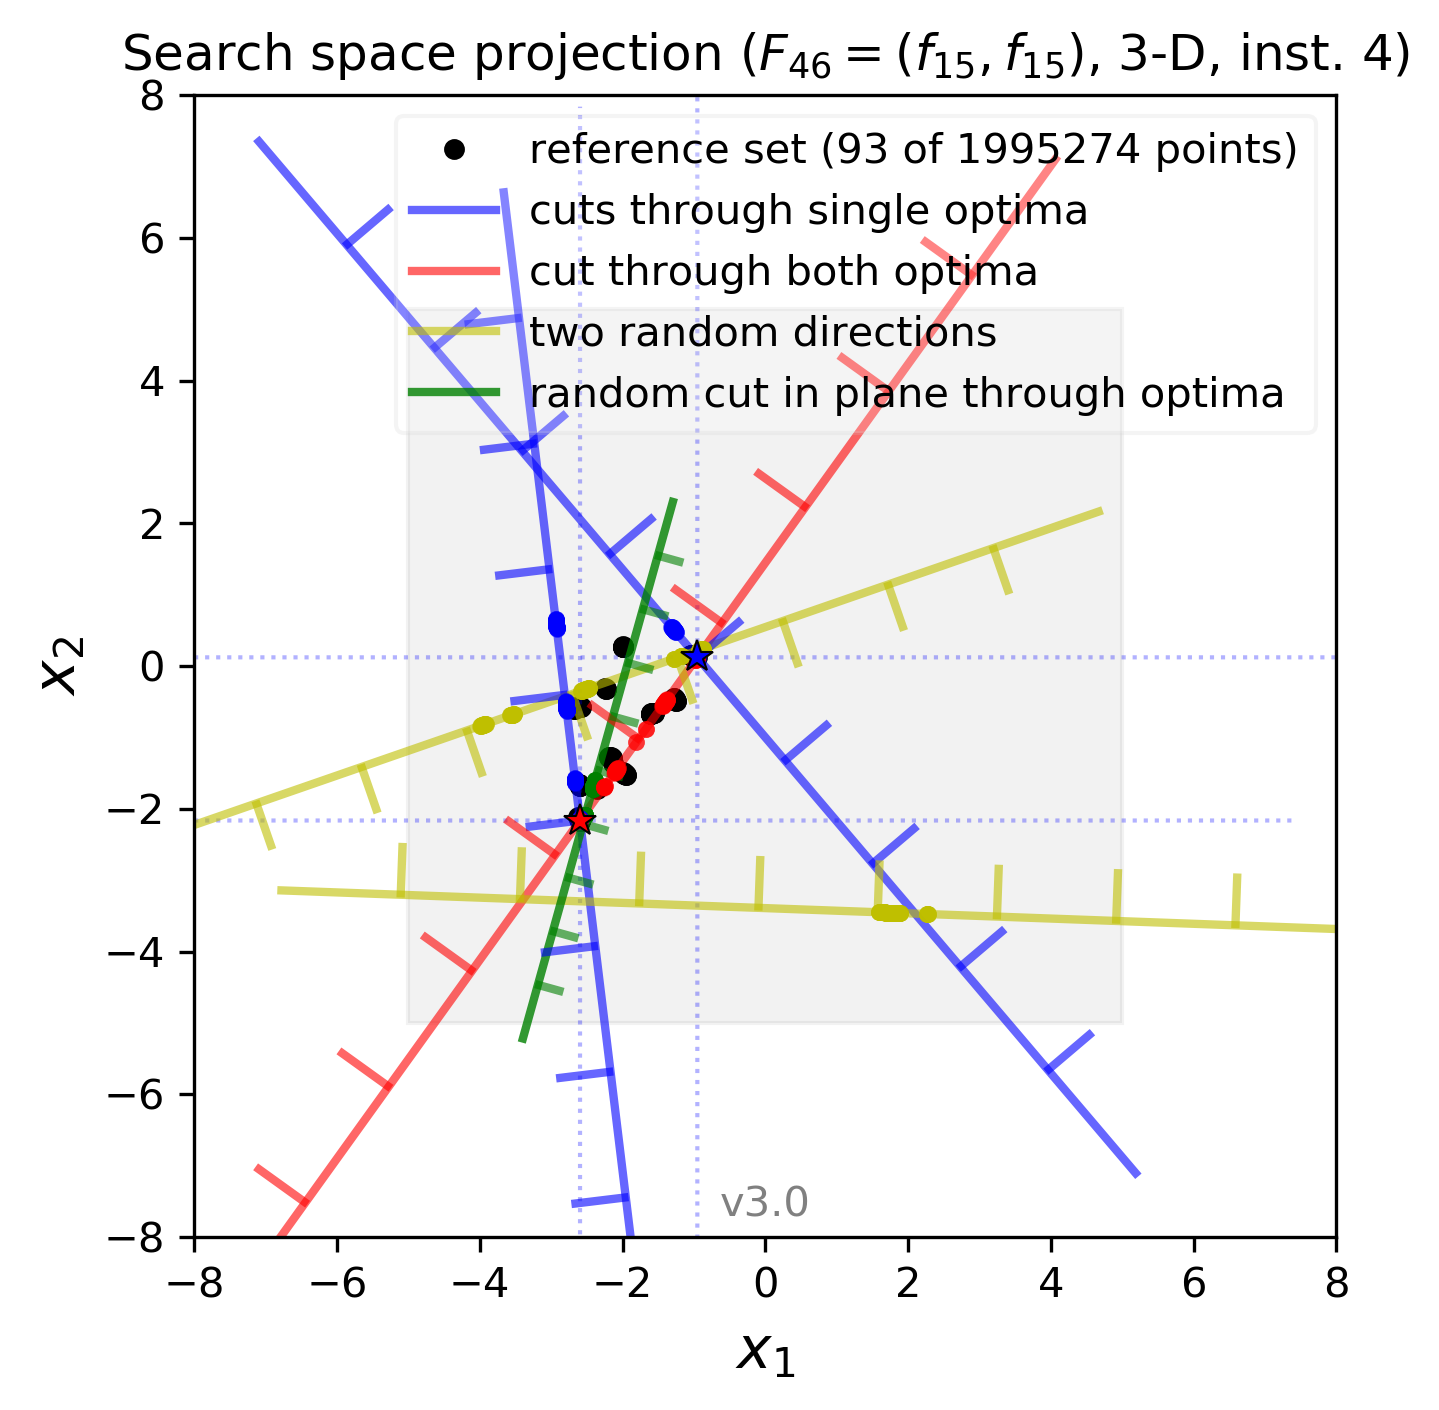 Search space projection (F46 = (f15, f15), 3-D, inst. 4)
reference set (93 of 1995274 points)
cuts through single optima
cut through both optima
two random directions
random cut in plane through optima
8
6
4
2
0
−2
−4
−6
−8
x2
v3.0
−8 −6 −4 −2 0 2 4 6 8
x1